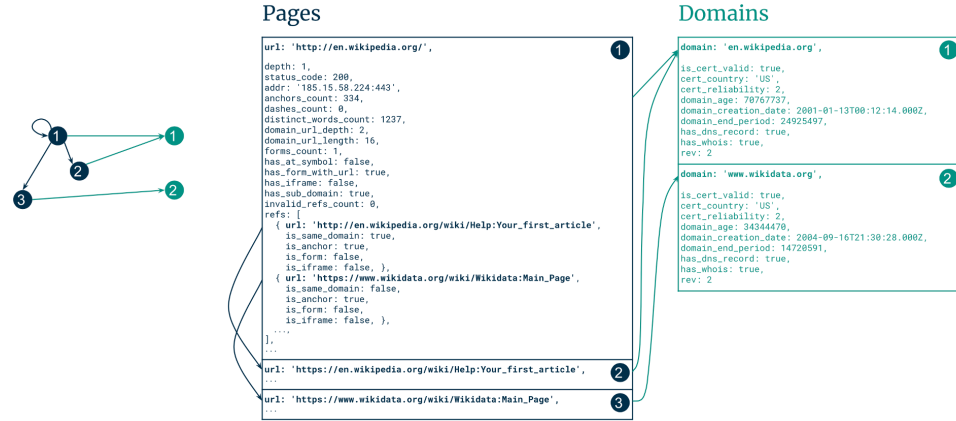 Pages
Domains
1
2
3
1
2
url: 'http://en.wikipedia.org/',
1
depth: 1,
status_code: 200,
addr: '185.15.58.224:443',
anchors_count: 334,
dashes_count: 0,
distinct_words_count: 1237,
domain_url_depth: 2,
domain_url_length: 16,
forms_count: 1,
has_at_symbol: false,
has_form_with_url: true,
has_iframe: false,
has_sub_domain: true,
invalid_refs_count: 0,
refs: [
{ url: 'http://en.wikipedia.org/wiki/Help:Your_first_article',
is_same_domain: true,
is_anchor: true,
is_form: false,
is_iframe: false, },
{ url: 'https://www.wikidata.org/wiki/Wikidata:Main_Page',
is_same_domain: false,
is_anchor: true,
is_form: false,
is_iframe: false, },
...,
],
...
url: 'https://en.wikipedia.org/wiki/Help:Your_first_article',
2
...
url: 'https://www.wikidata.org/wiki/Wikidata:Main_Page',
3
...
domain: 'en.wikipedia.org',
1
is_cert_valid: true,
cert_country: 'US',
cert_reliability: 2,
domain_age: 70767737,
domain_creation_date: 2001-01-13T00:12:14.000Z,
domain_end_period: 24925497,
has_dns_record: true,
has_whois: true,
rev: 2
domain: 'www.wikidata.org',
2
is_cert_valid: true,
cert_country: 'US',
cert_reliability: 2,
domain_age: 34344470,
domain_creation_date: 2004-09-16T21:30:28.000Z,
domain_end_period: 14720591,
has_dns_record: true,
has_whois: true,
rev: 2